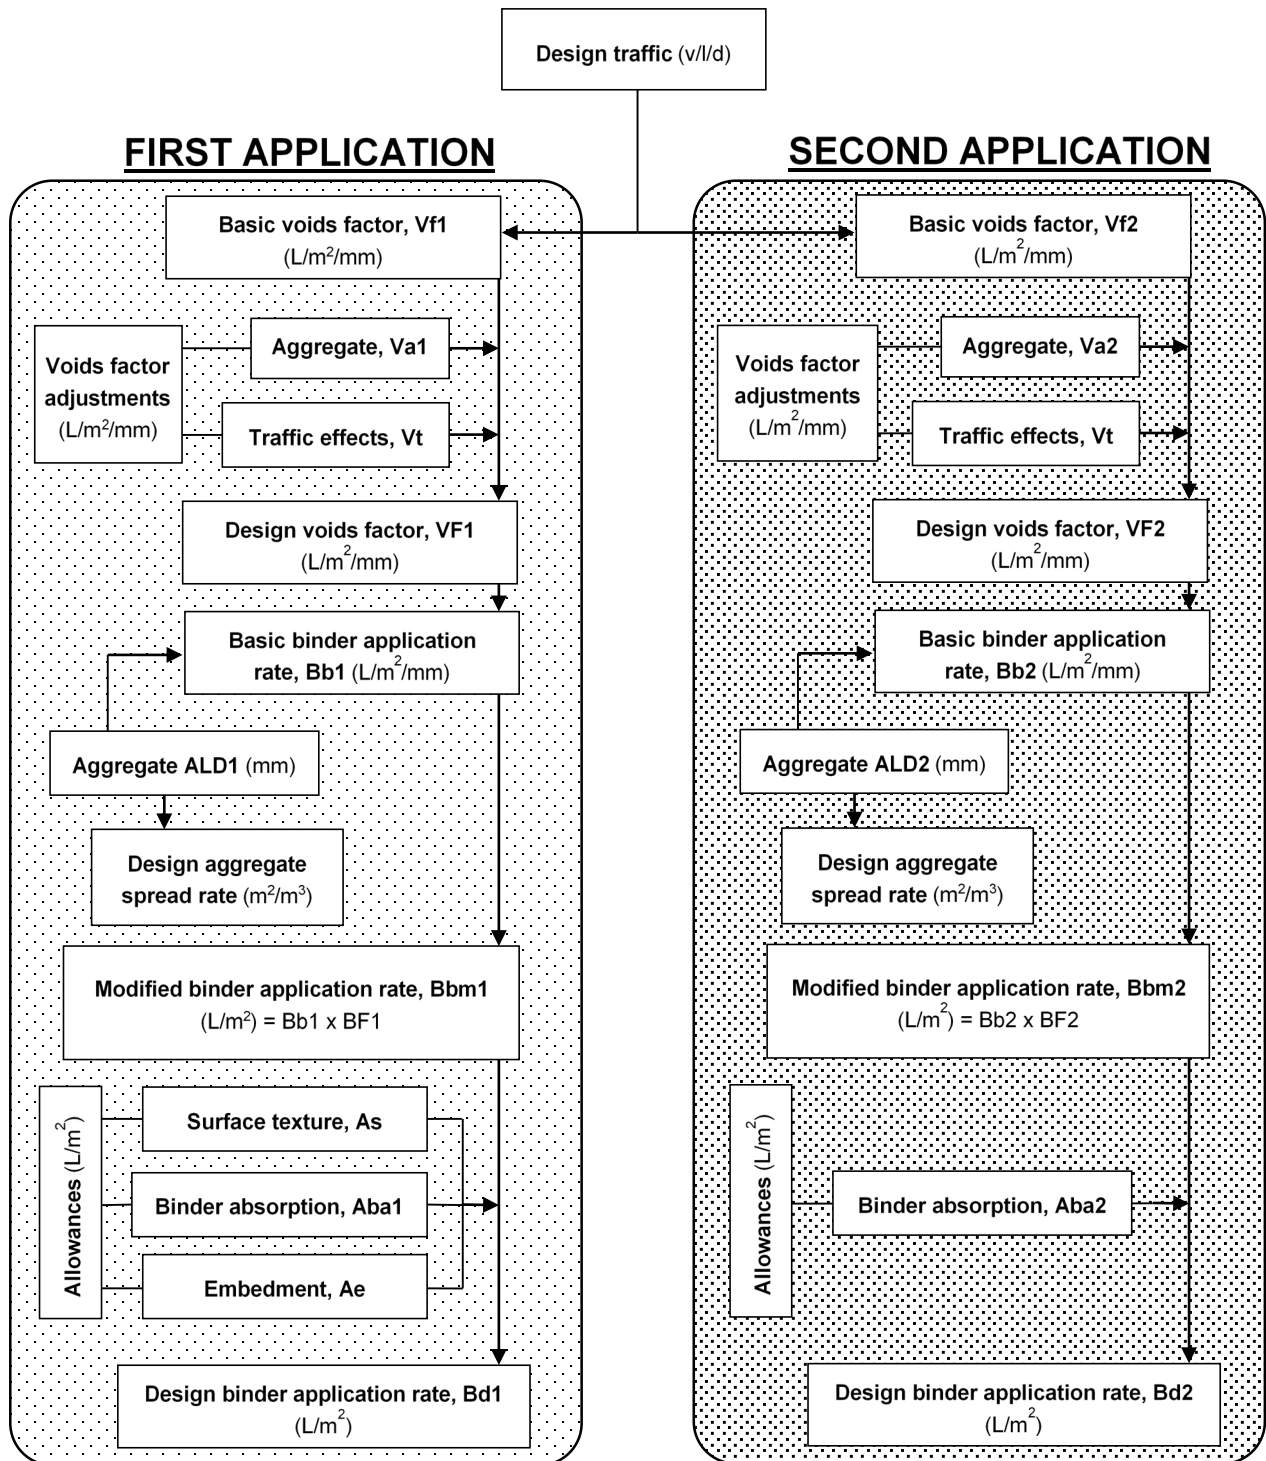 Design traffic (v/l/d)
FIRST APPLICATION
Basic voids factor, Vf1
(L/m²/mm)
Voids factor
adjustments
(L/m²/mm)
Aggregate, Va1
Traffic effects, Vt
Design voids factor, VF1
(L/m²/mm)
Basic binder application
rate, Bb1 (L/m²/mm)
Aggregate ALD1 (mm)
Design aggregate
spread rate (m²/m³)
Modified binder application rate, Bbm1
(L/m²) = Bb1 x BF1
Allowances (L/m²)
Surface texture, As
Binder absorption, Aba1
Embedment, Ae
Design binder application rate, Bd1
(L/m²)
SECOND APPLICATION
Basic voids factor, Vf2
(L/m²/mm)
Voids factor
adjustments
(L/m²/mm)
Aggregate, Va2
Traffic effects, Vt
Design voids factor, VF2
(L/m²/mm)
Basic binder application
rate, Bb2 (L/m²/mm)
Aggregate ALD2 (mm)
Design aggregate
spread rate (m²/m³)
Modified binder application rate, Bbm2
(L/m²) = Bb2 x BF2
Allowances (L/m²)
Binder absorption, Aba2
Design binder application rate, Bd2
(L/m²)